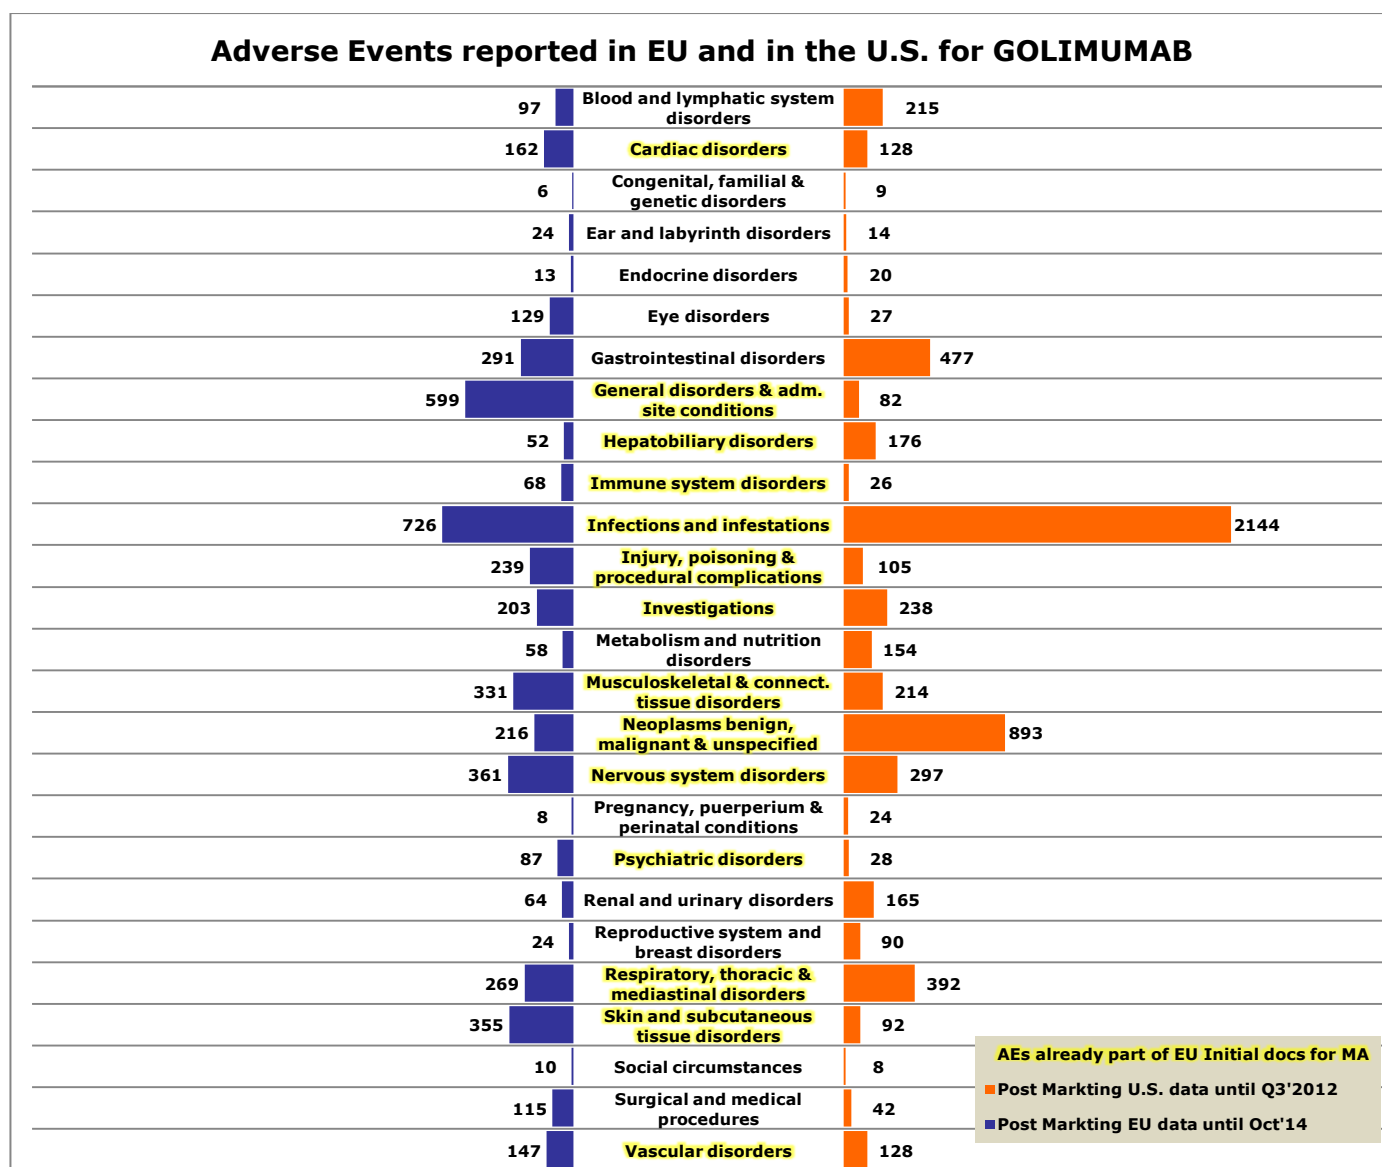 Adverse Events reported in EU and in the U.S. for GOLIMUMAB
97 Blood and lymphatic system 215
disorders
162 Cardiac disorders 128
6 Congenital, familial & 9
genetic disorders
24 Ear and labyrinth disorders 14
13 Endocrine disorders 20
129 Eye disorders 27
291 Gastrointestinal disorders 477
599 General disorders & adm. 82
site conditions
52 Hepatobiliary disorders 176
68 Immune system disorders 26
726 Infections and infestations 2144
239 Injury, poisoning & 105
procedural complications
203 Investigations 238
58 Metabolism and nutrition 154
disorders
331 Musculoskeletal & connect. 214
tissue disorders
216 Neoplasms benign, 893
malignant & unspecified
361 Nervous system disorders 297
8 Pregnancy, puerperium & 24
perinatal conditions
87 Psychiatric disorders 28
64 Renal and urinary disorders 165
24 Reproductive system and 90
breast disorders
269 Respiratory, thoracic & 392
mediastinal disorders
355 Skin and subcutaneous 92
tissue disorders
10 Social circumstances 8
115 Surgical and medical 42
procedures
147 Vascular disorders 128
AEs already part of EU Initial docs for MA
Post Markting U.S. data until Q3'2012
Post Markting EU data until Oct'14